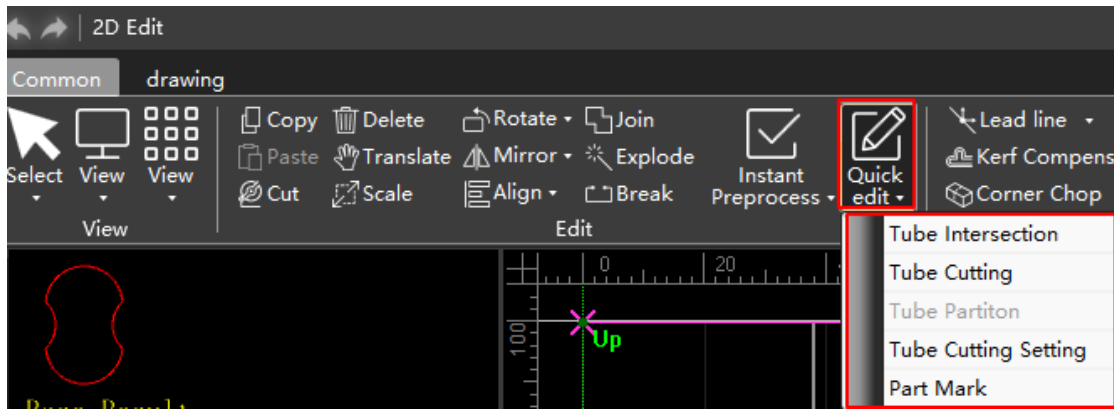 2D Edit
Common drawing
Copy Delete Rotate Join Lead line
Paste Translate Mirror Explode Kerf Compens
Select View View Cut Scale Align Break Instant Preprocess Quick edit Corner Chop
View Edit
Tube Intersection
Tube Cutting
Tube Partiton
Tube Cutting Setting
Part Mark
0 20
100
Up